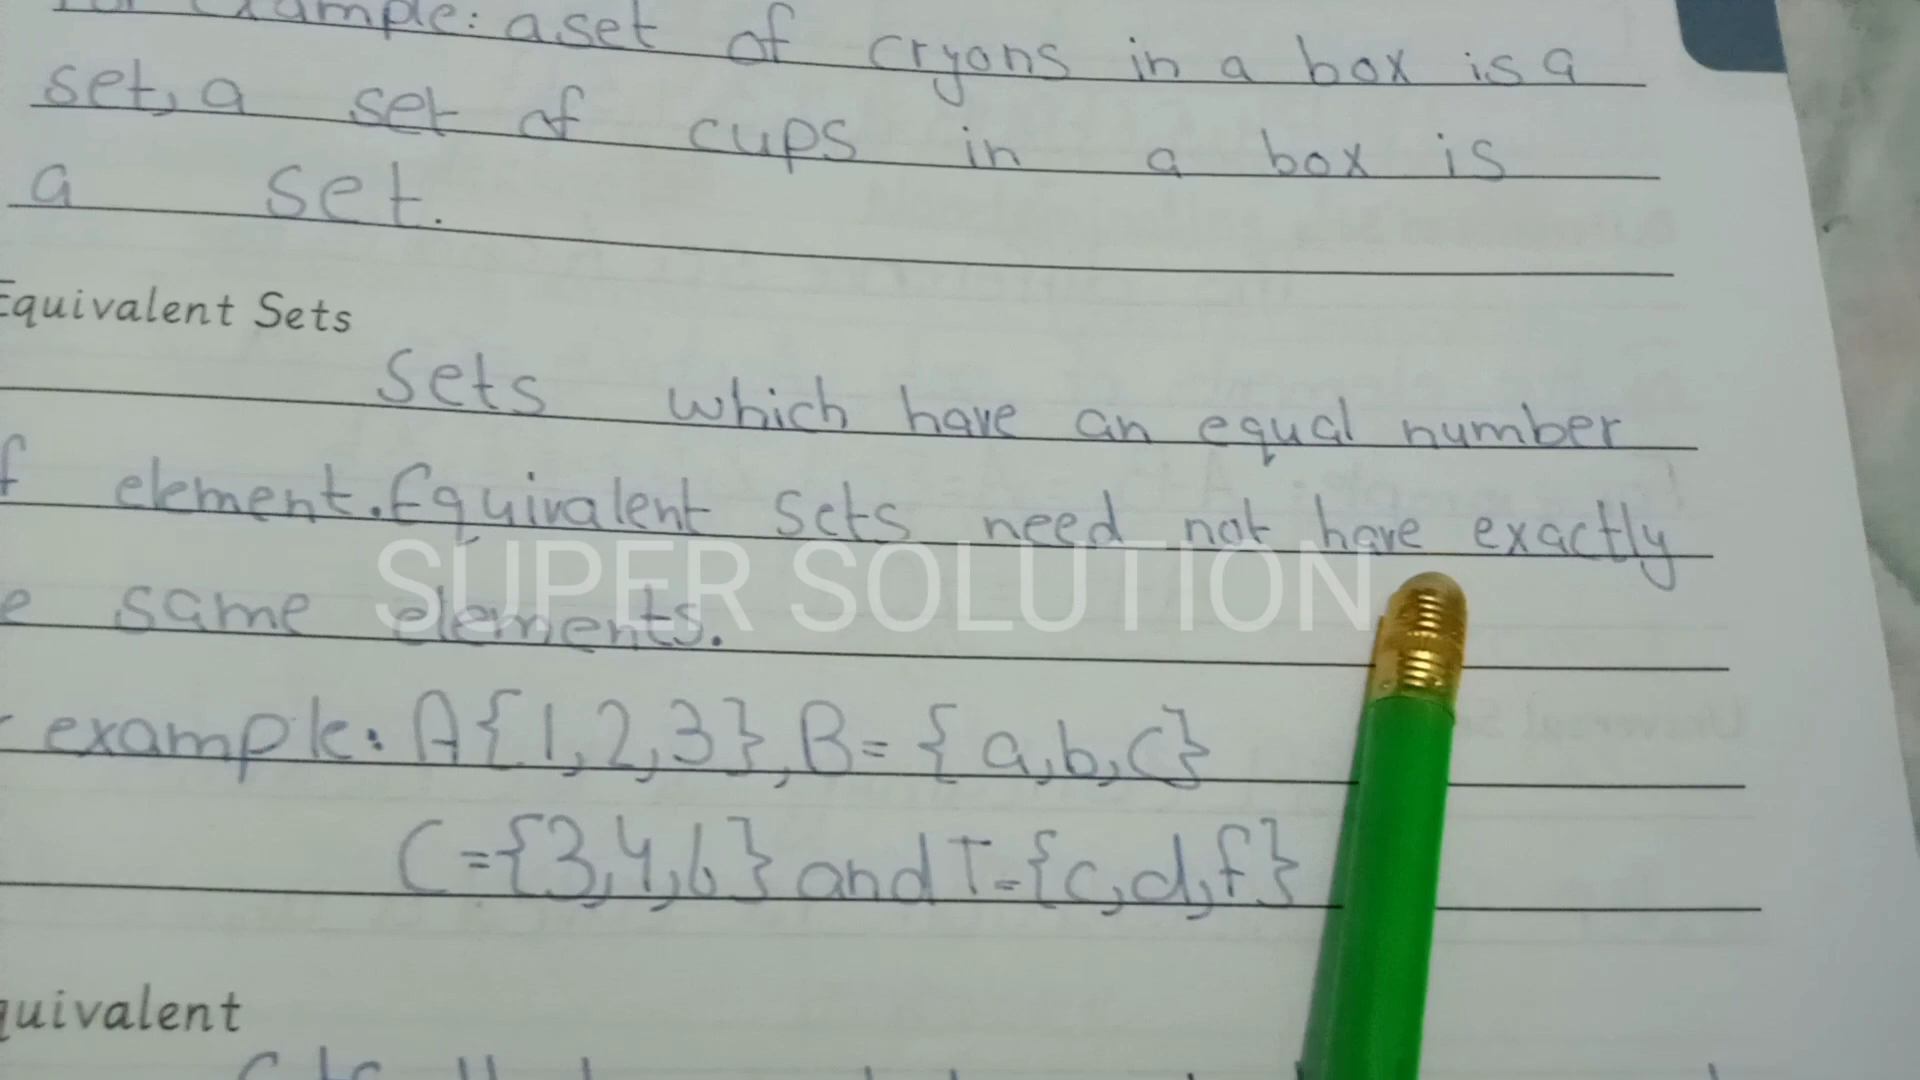 example: a set of cryons in a box is a
set, a set of cups in a box is
a set.
Equivalent Sets
Sets which have an equal number
f element. Equivalent sets need not have exactly
e same elements.
SUPER SOLUTION
example: A{1,2,3}, B = {a,b,c}
C={3,4,6} and T={c,d,f}
quivalent